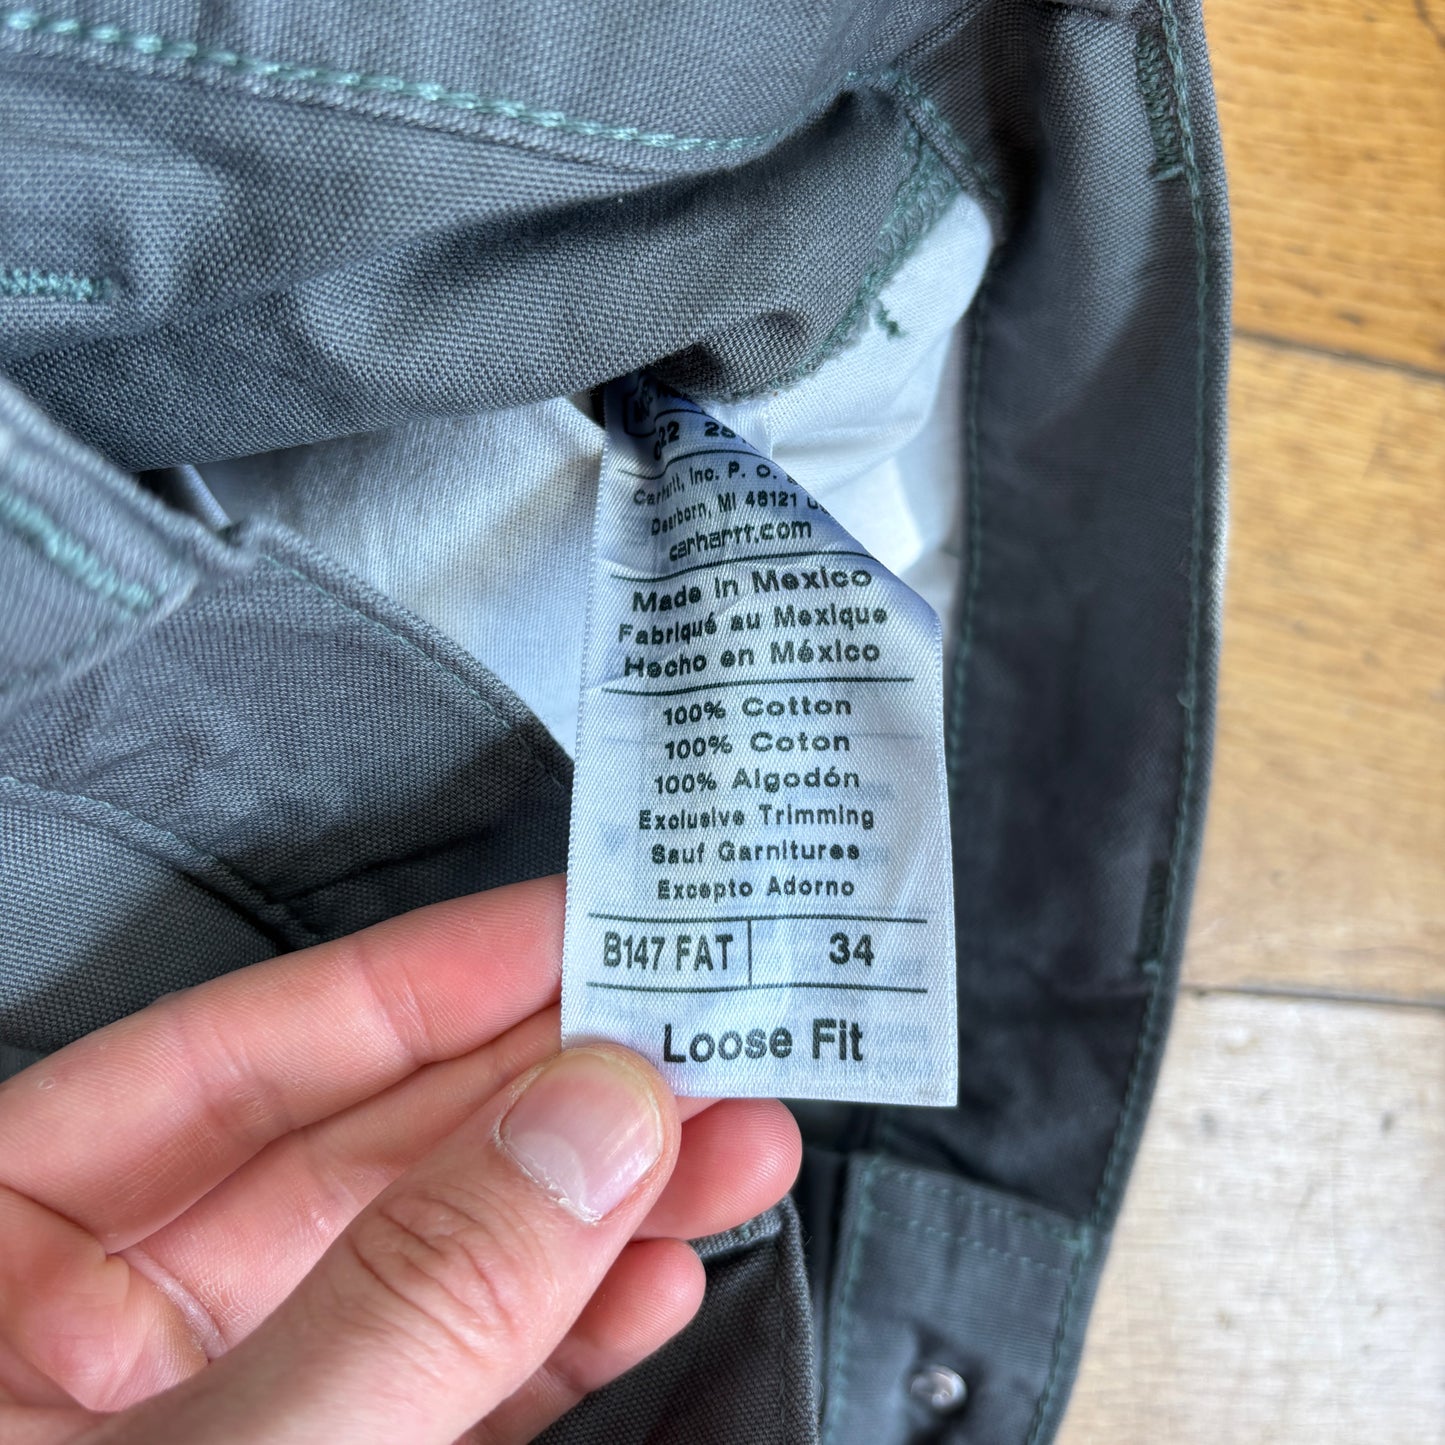 Carhartt, Inc. P. O.
Dearborn, MI 48121
carhartt.com
Made In Mexico
Fabriqué au Mexique
Hecho en México
100% Cotton
100% Coton
100% Algodón
Exclusive Trimming
Sauf Garnitures
Excepto Adorno
B147 FAT 34
Loose Fit